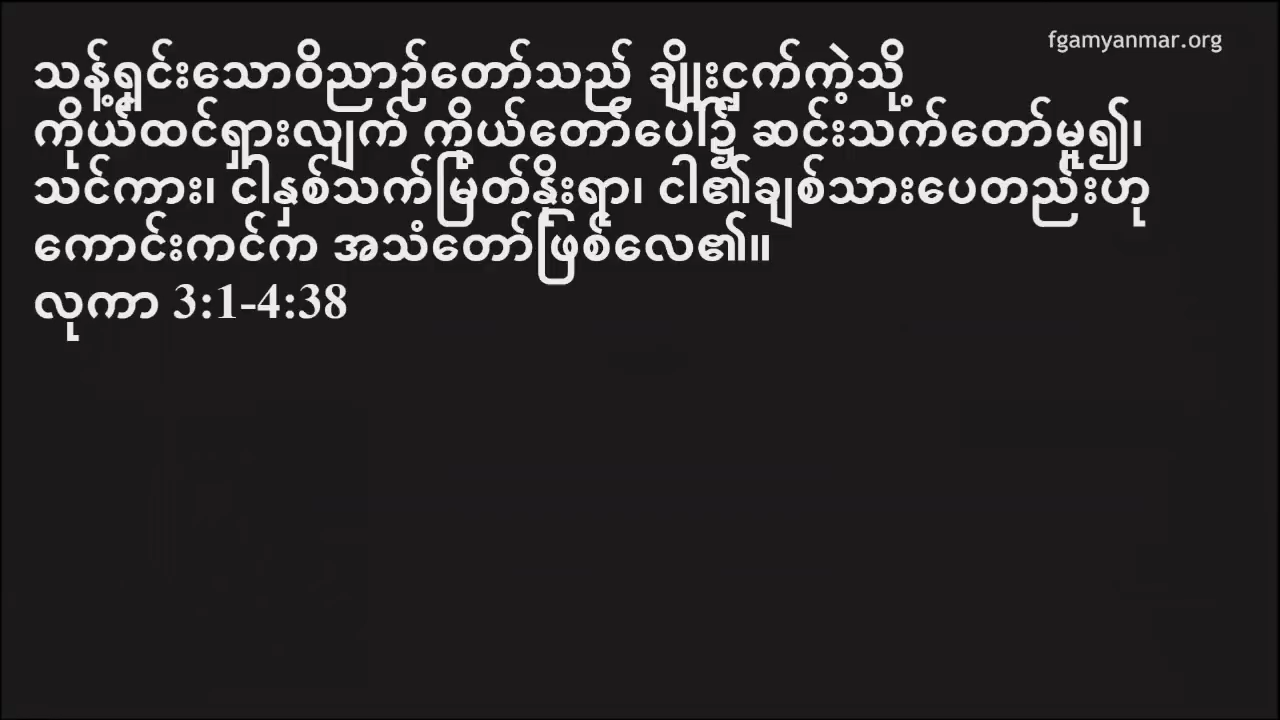 fgamyanmar.org
သန့်ရှင်းသောဝိညာဉ်တော်သည် ချိုးငှက်ကဲ့သို့
ကိုယ်ထင်ရှားလျက် ကိုယ်တော်ပေါ်၌ ဆင်းသက်တော်မူ၍၊
သင်ကား၊ ငါနှစ်သက်မြတ်နိုးရာ၊ ငါ၏ချစ်သားပေတည်းဟု
ကောင်းကင်က အသံတော်ဖြစ်လေ၏။
လုကာ 3:1-4:38